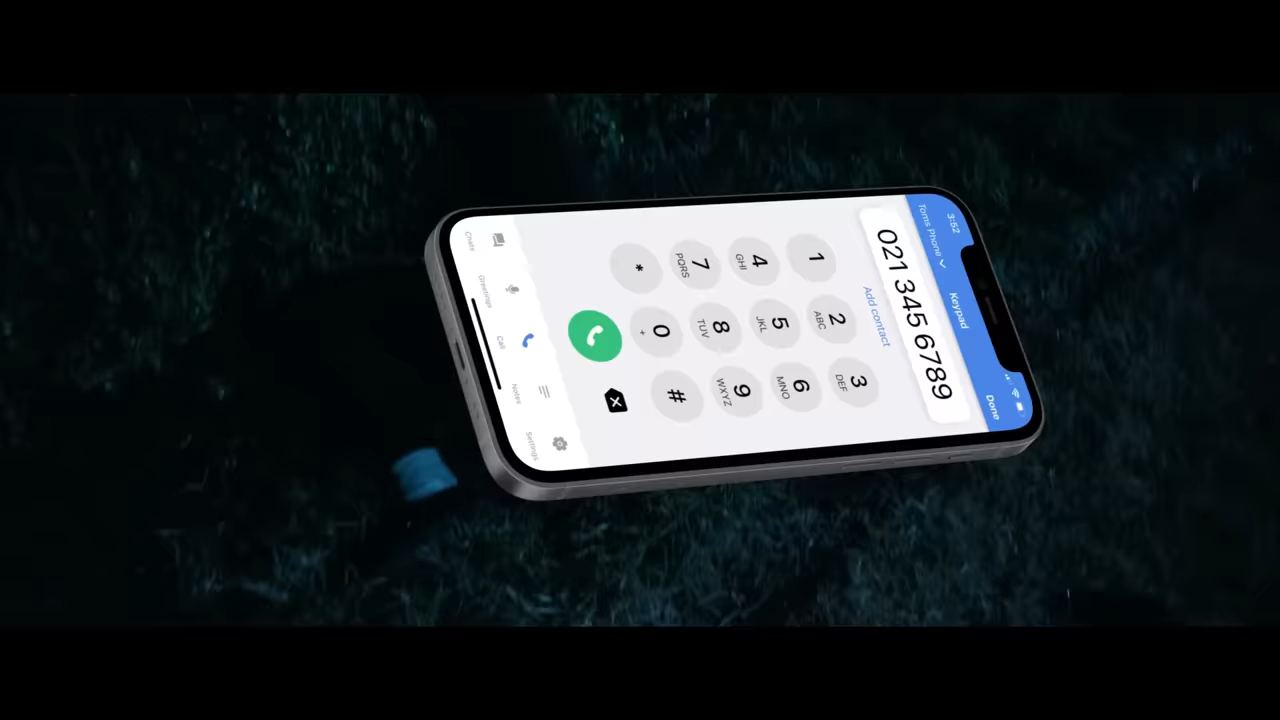 3:52
Toms Phone
Keypad
Done
021 345 6789
Add contact
1
2
ABC
3
DEF
4
GHI
5
JKL
6
MNO
7
PQRS
8
TUV
9
WXYZ
*
0
+
#
Chats
Greetings
Call
Notes
Settings